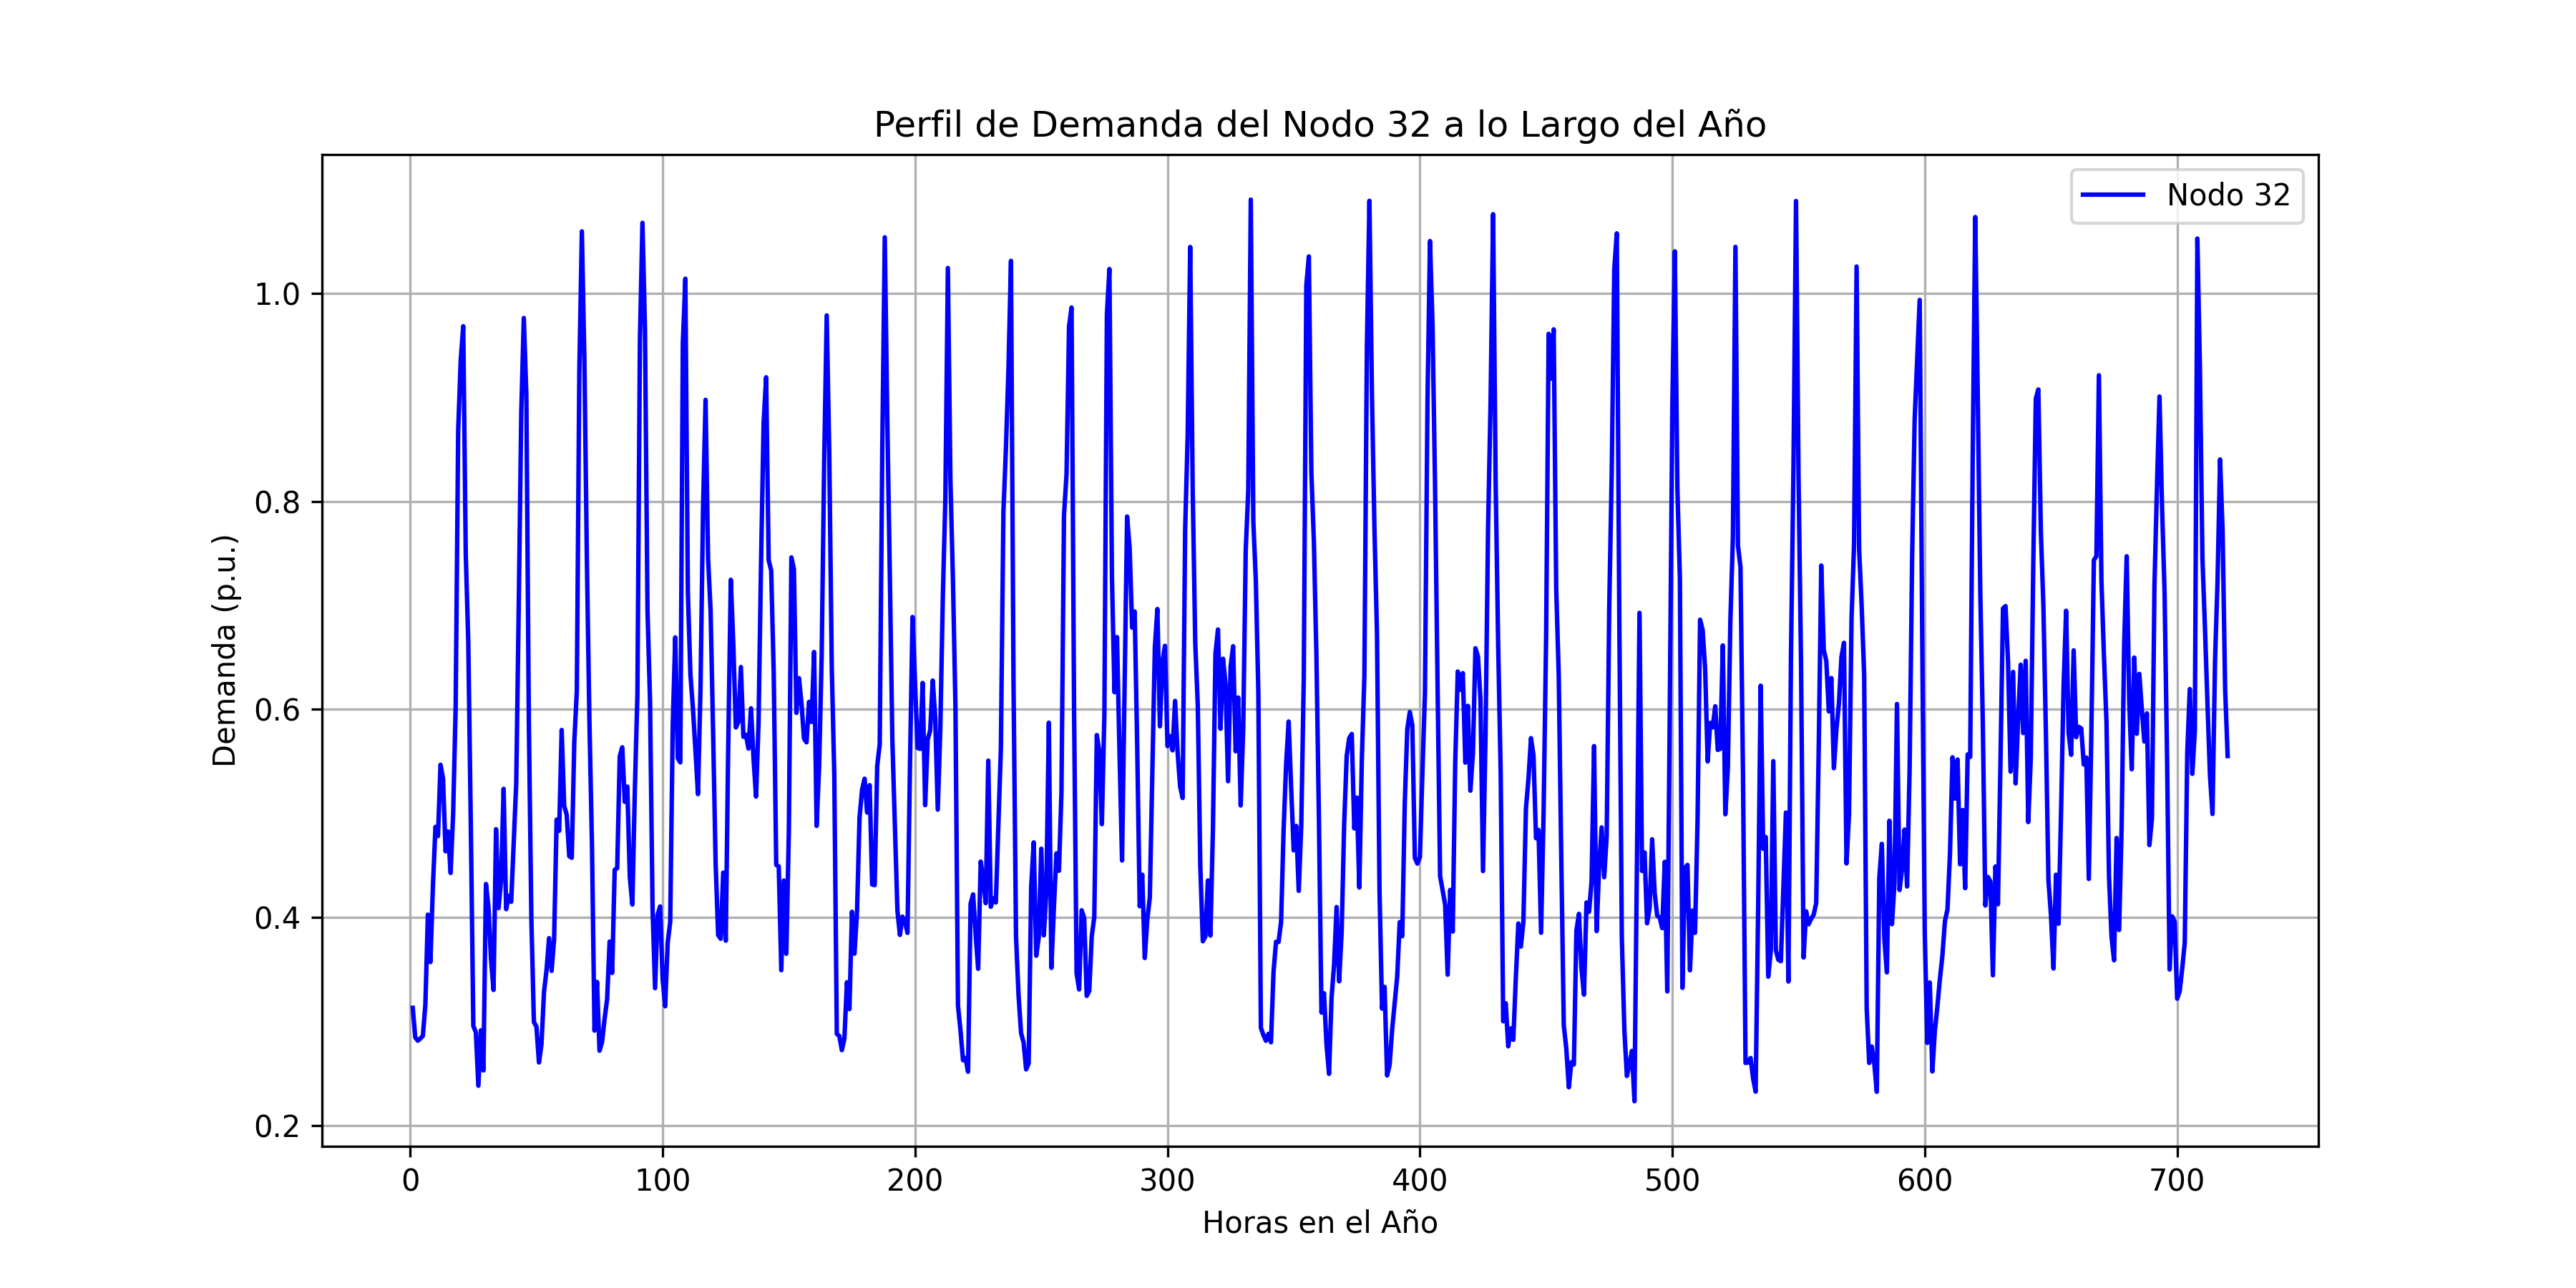 Perfil de Demanda del Nodo 32 a lo Largo del Año
Nodo 32
Demanda (p.u.)
1.0
0.8
0.6
0.4
0.2
0 100 200 300 400 500 600 700
Horas en el Año